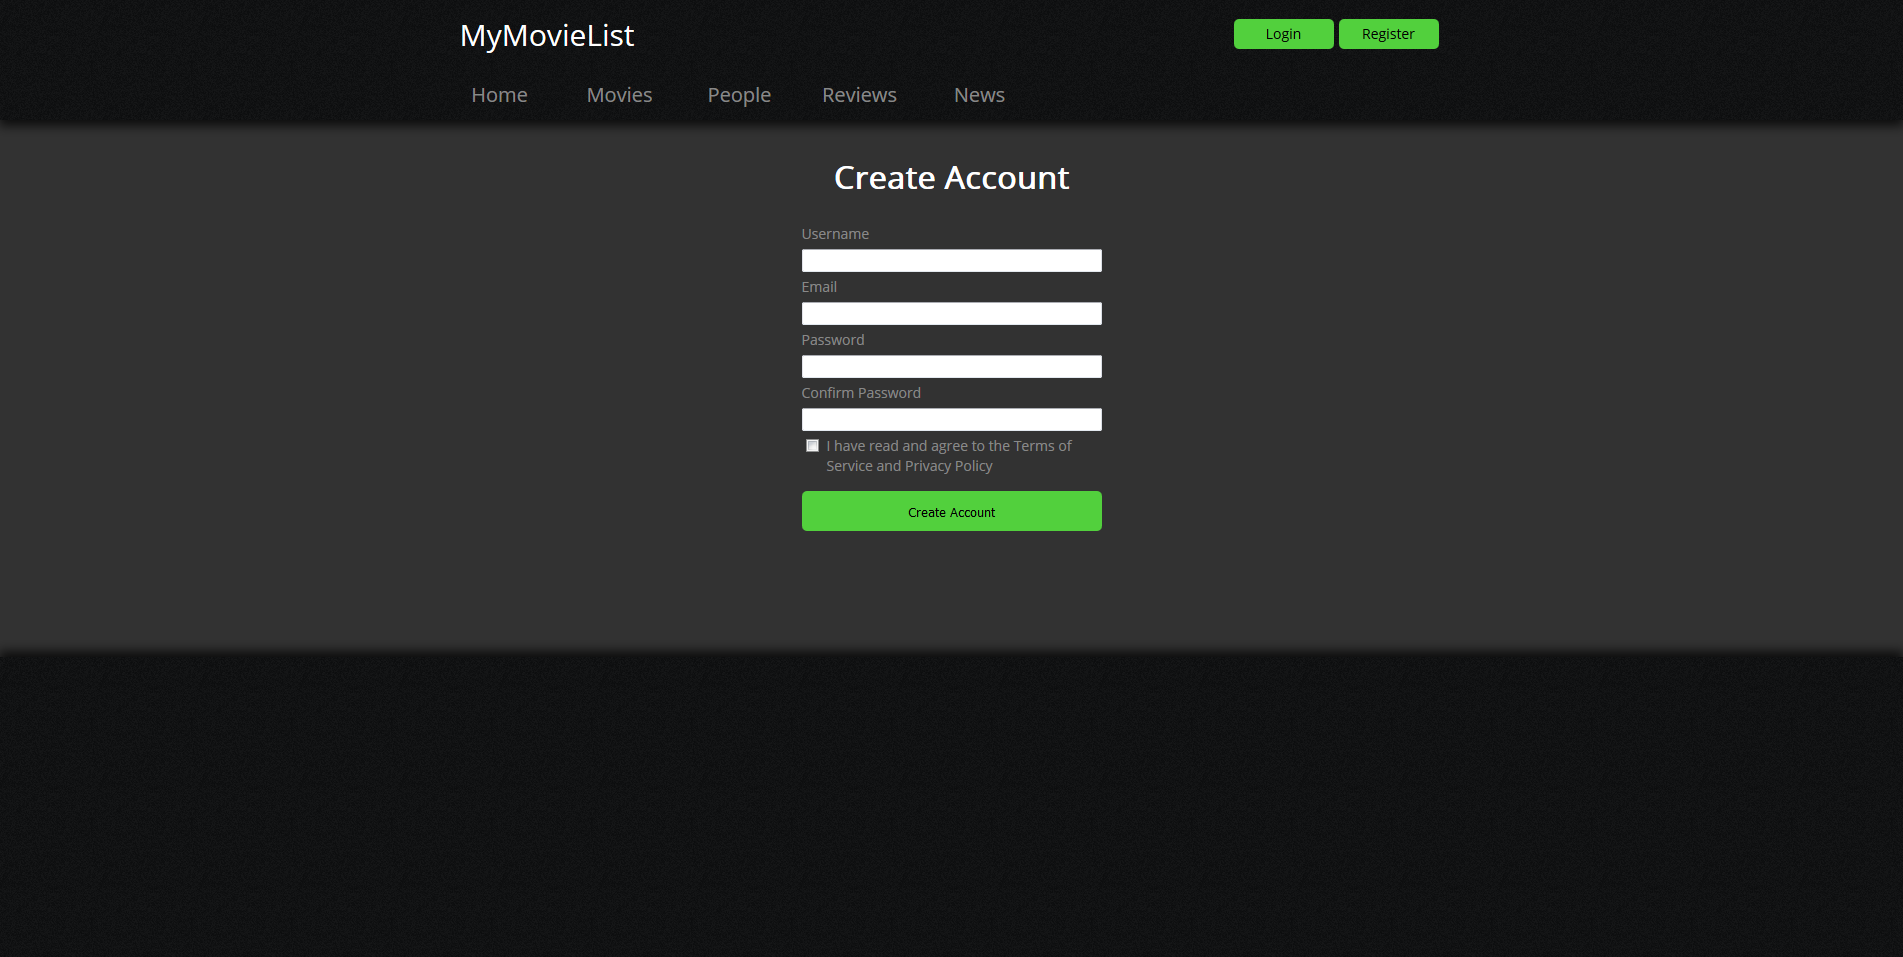 MyMovieList
Login
Register
Home
Movies
People
Reviews
News
Create Account
Username
Email
Password
Confirm Password
I have read and agree to the Terms of
Service and Privacy Policy
Create Account